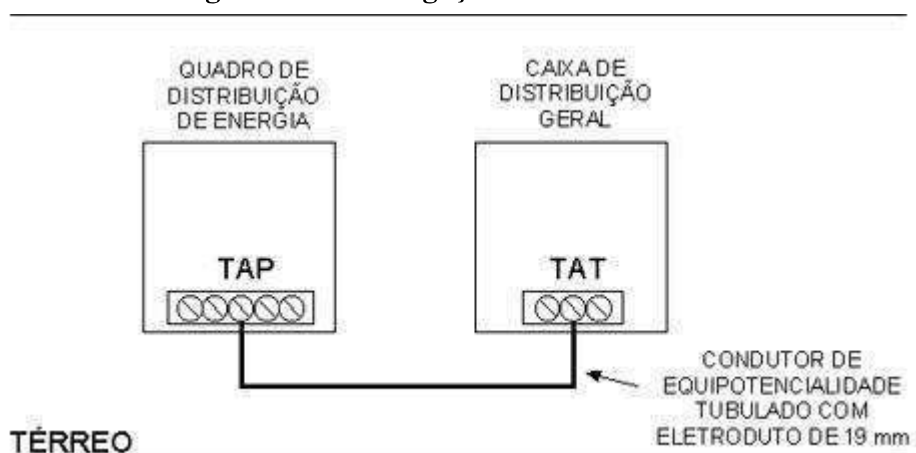 QUADRO DE
DISTRIBUIÇÃO
DE ENERGIA
CAIXA DE
DISTRIBUIÇÃO
GERAL
TAP
TAT
CONDUTOR DE
EQUIPOTENCIALIDADE
TUBULADO COM
ELETRODUTO DE 19 mm
TÉRREO